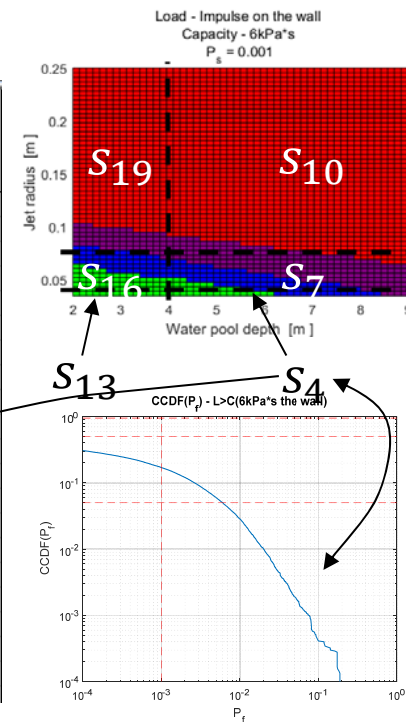 Load - Impulse on the wall
Capacity - 6kPa*s
P_s = 0.001
0.25
0.2
0.15
0.1
0.05
Jet radius [m]
S_19
S_10
S_16
S_7
2 3 4 5 6 7 8 9
Water pool depth [m]
S_13
S_4
CCDF(P_f) - L>C(6kPa*s the wall)
10^0
10^-1
10^-2
10^-3
10^-4
CCDF(P_f)
10^-4 10^-3 10^-2 10^-1 10^0
P_f